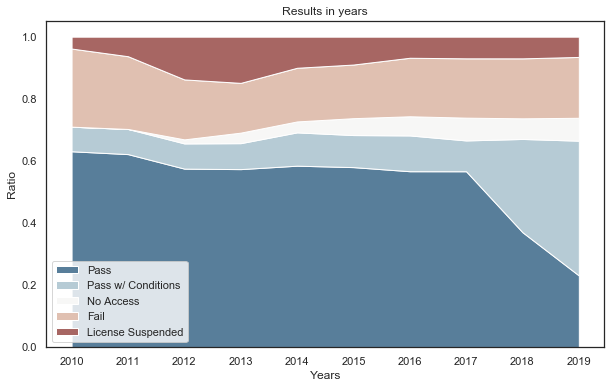 Results in years
1.0
0.8
0.6
0.4
0.2
0.0
Ratio
Pass
Pass w/ Conditions
No Access
Fail
License Suspended
2010 2011 2012 2013 2014 2015 2016 2017 2018 2019
Years